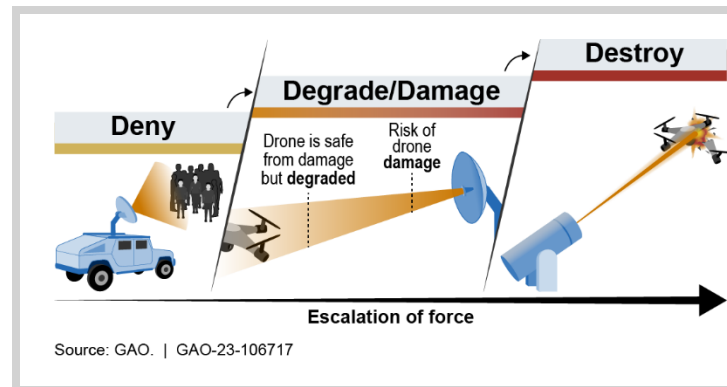 Deny
Degrade/Damage
Destroy
Drone is safe
from damage
but degraded
Risk of
drone
damage
Escalation of force
Source: GAO. | GAO-23-106717